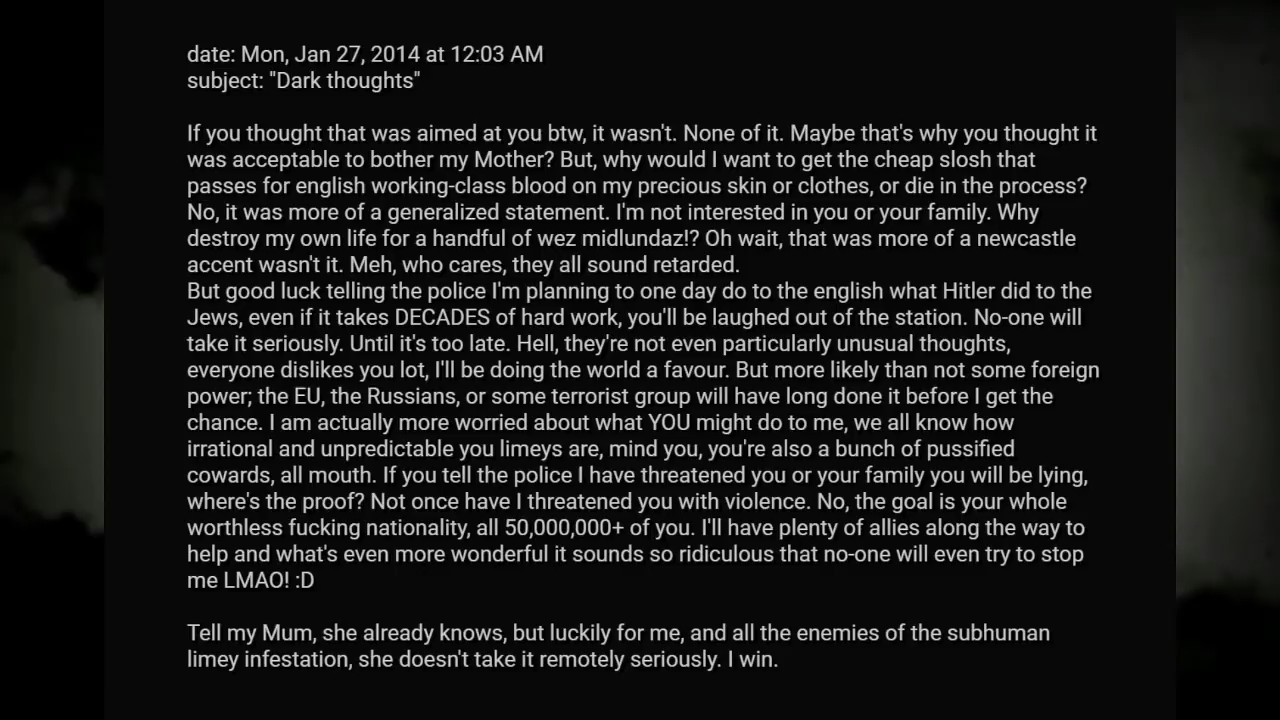 date: Mon, Jan 27, 2014 at 12:03 AM
subject: "Dark thoughts"
If you thought that was aimed at you btw, it wasn't. None of it. Maybe that's why you thought it
was acceptable to bother my Mother? But, why would I want to get the cheap slosh that
passes for english working-class blood on my precious skin or clothes, or die in the process?
No, it was more of a generalized statement. I'm not interested in you or your family. Why
destroy my own life for a handful of wez midlundaz!? Oh wait, that was more of a newcastle
accent wasn't it. Meh, who cares, they all sound retarded.
But good luck telling the police I'm planning to one day do to the english what Hitler did to the
Jews, even if it takes DECADES of hard work, you'll be laughed out of the station. No-one will
take it seriously. Until it's too late. Hell, they're not even particularly unusual thoughts,
everyone dislikes you lot, I'll be doing the world a favour. But more likely than not some foreign
power; the EU, the Russians, or some terrorist group will have long done it before I get the
chance. I am actually more worried about what YOU might do to me, we all know how
irrational and unpredictable you limeys are, mind you, you're also a bunch of pussified
cowards, all mouth. If you tell the police I have threatened you or your family you will be lying,
where's the proof? Not once have I threatened you with violence. No, the goal is your whole
worthless fucking nationality, all 50,000,000+ of you. I'll have plenty of allies along the way to
help and what's even more wonderful it sounds so ridiculous that no-one will even try to stop
me LMAO! :D
Tell my Mum, she already knows, but luckily for me, and all the enemies of the subhuman
limey infestation, she doesn't take it remotely seriously. I win.